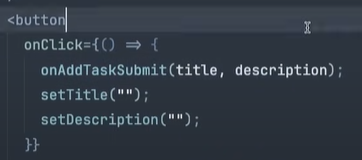 <button
onClick={() => {
onAddTaskSubmit(title, description);
setTitle("");
setDescription("");
}}